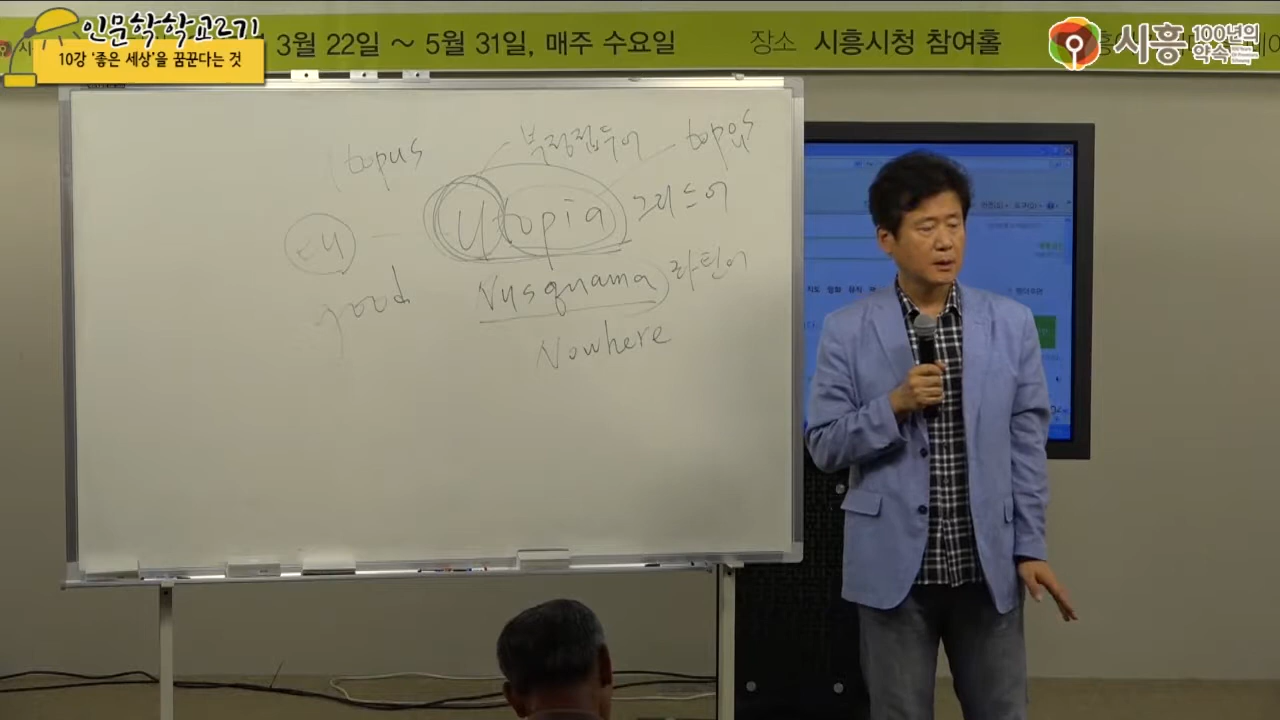 인문학학교2기
10강 '좋은 세상'을 꿈꾼다는 것
3월 22일 ~ 5월 31일, 매주 수요일
장소 시흥시청 참여홀
시흥 100년의 약속
topus
부정접두어
topus
eu
Utopia
그리스어
good
Nusquama
라틴어
Nowhere